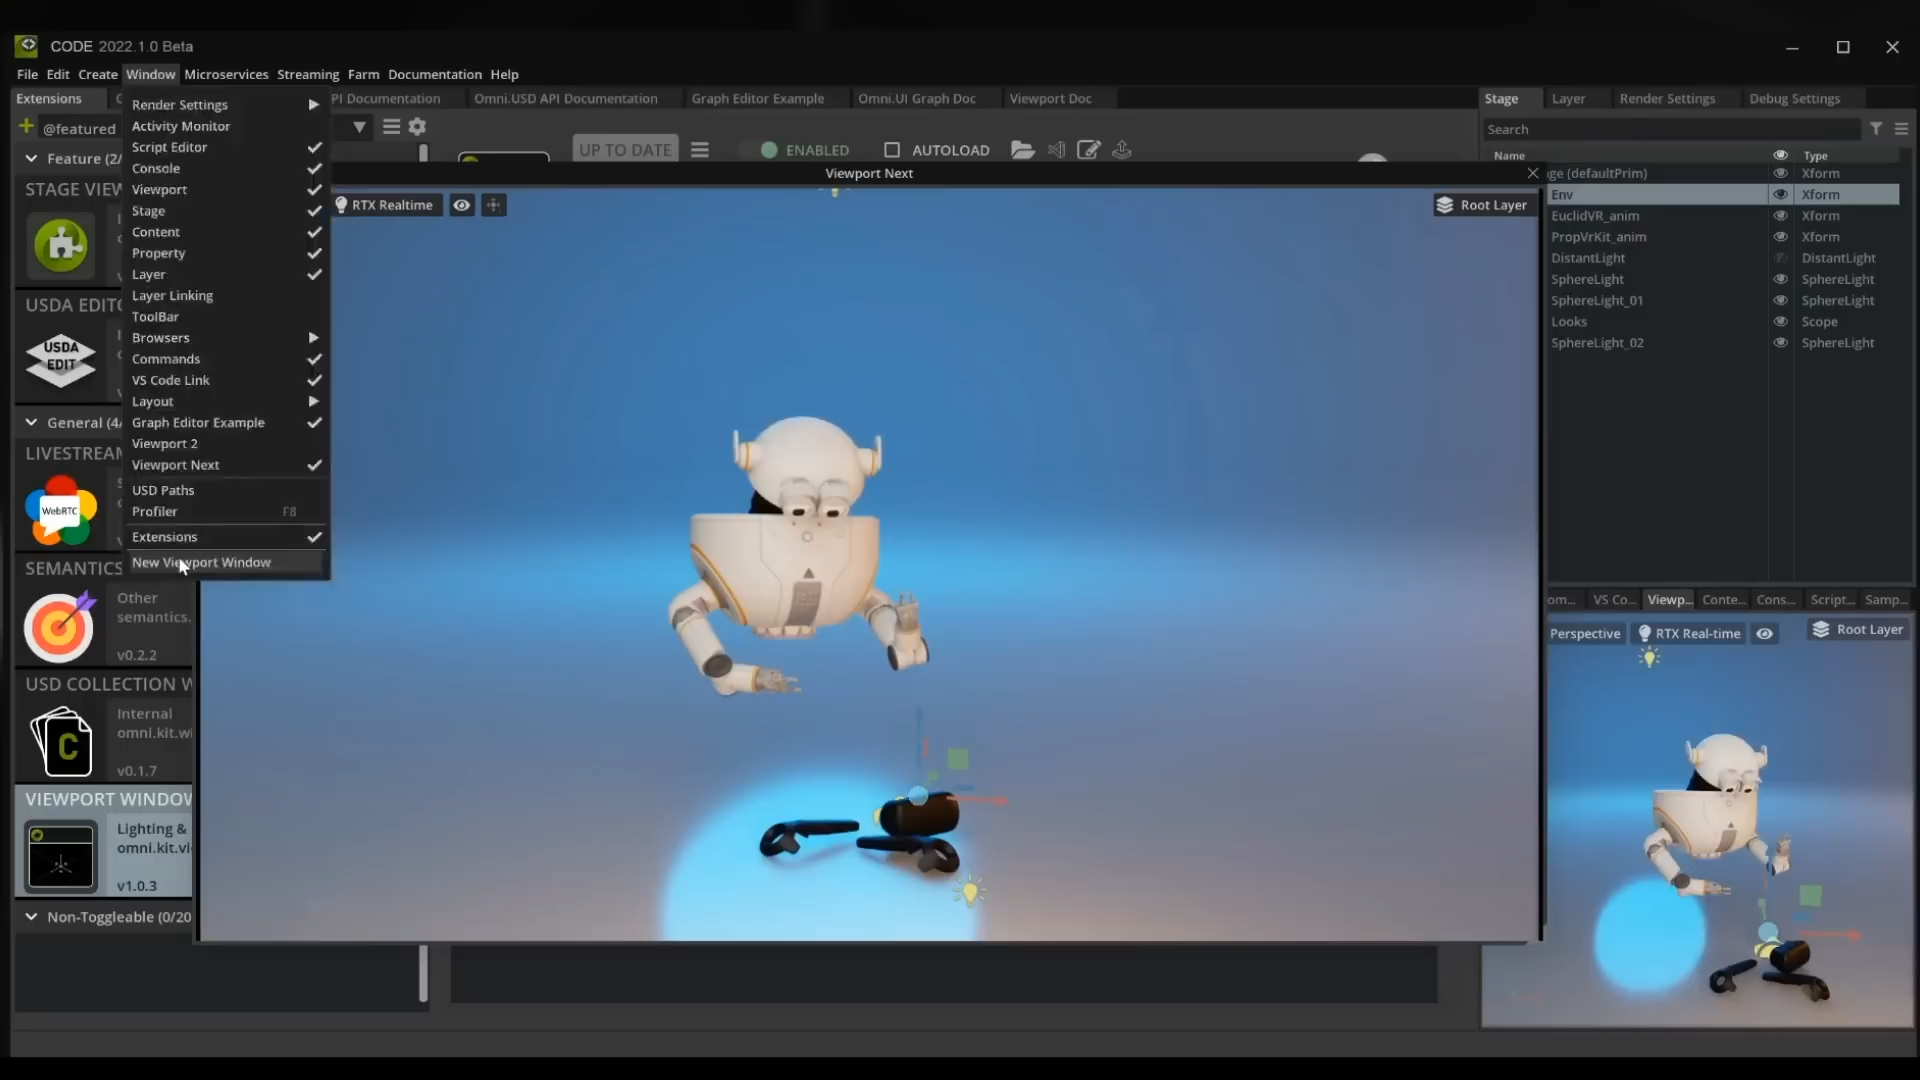 CODE 2022.1.0 Beta
File Edit Create Window Microservices Streaming Farm Documentation Help
Extensions
PI Documentation
Omni.USD API Documentation
Graph Editor Example
Omni.UI Graph Doc
Viewport Doc
@featured
UP TO DATE
ENABLED
AUTOLOAD
Feature (2/
STAGE VIEW
USDA EDITO
USDA EDIT
General (4/
LIVESTREAM
WebRTC
SEMANTICS
Other
semantics.
v0.2.2
USD COLLECTION W
Internal
omni.kit.wi
C
v0.1.7
VIEWPORT WINDOW
Lighting &
omni.kit.vi
v1.0.3
Non-Toggleable (0/20
Render Settings
Activity Monitor
Script Editor
Console
Viewport
Stage
Content
Property
Layer
Layer Linking
ToolBar
Browsers
Commands
VS Code Link
Layout
Graph Editor Example
Viewport 2
Viewport Next
USD Paths
Profiler F8
Extensions
New Viewport Window
Viewport Next
RTX Realtime
Root Layer
Stage
Layer
Render Settings
Debug Settings
Search
Name Type
ge (defaultPrim) Xform
Env Xform
EuclidVR_anim Xform
PropVrKit_anim Xform
DistantLight DistantLight
SphereLight SphereLight
SphereLight_01 SphereLight
Looks Scope
SphereLight_02 SphereLight
om... VS Co... Viewp... Conte... Cons... Script... Samp...
Perspective RTX Real-time Root Layer